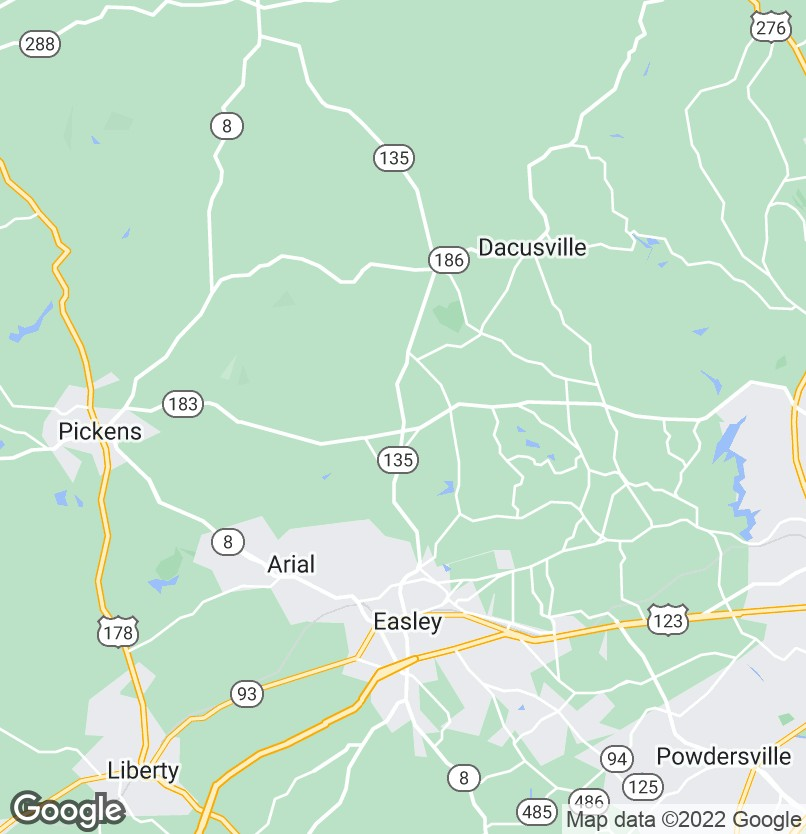 276
288
8
135
Dacusville
186
183
Pickens
135
8
Arial
Easley
123
178
93
Powdersville
94
Liberty
8
125
486
485
Google
Map data ©2022 Google